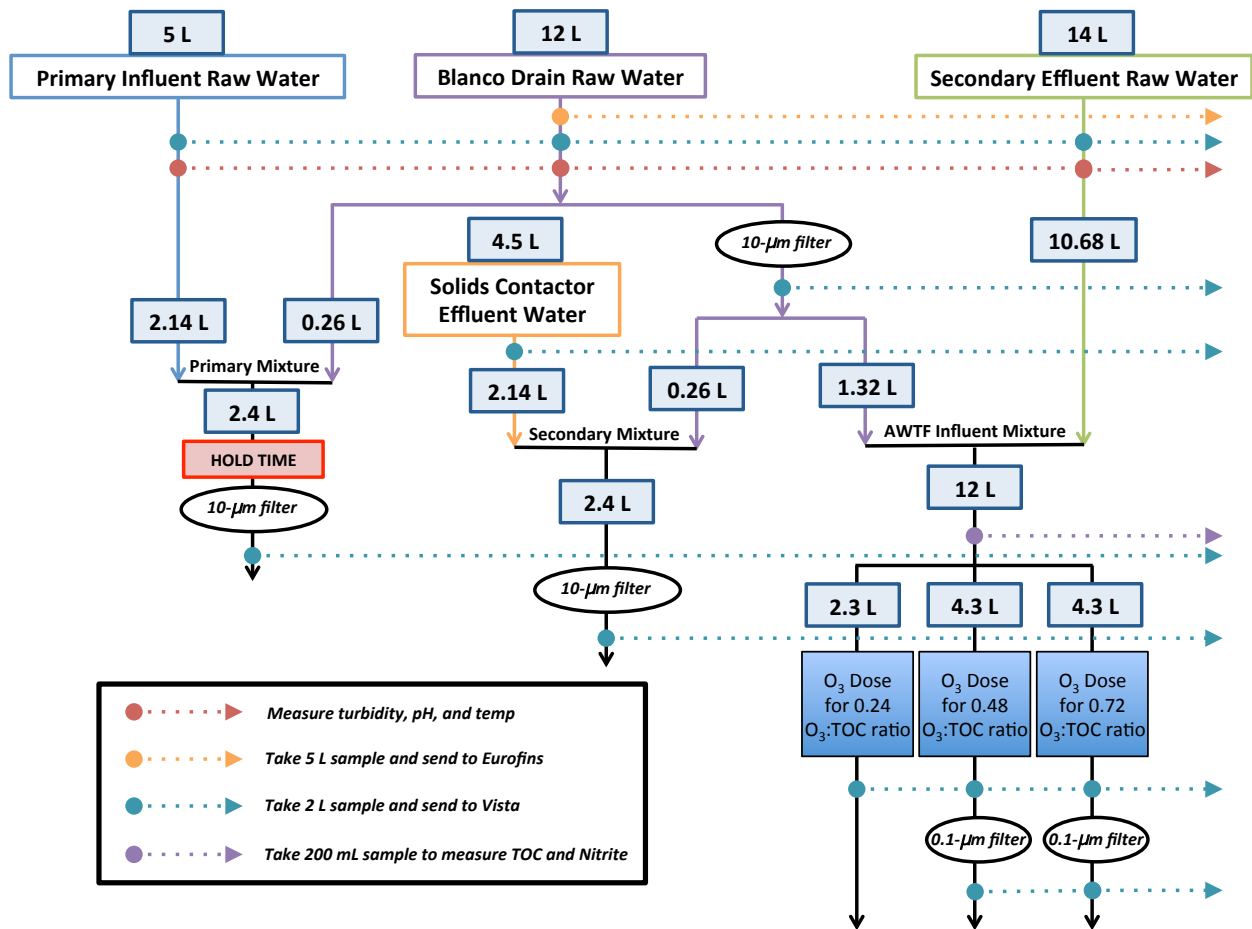 5 L
12 L
14 L
Primary Influent Raw Water
Blanco Drain Raw Water
Secondary Effluent Raw Water
4.5 L
10-µm filter
10.68 L
Solids Contactor
Effluent Water
2.14 L
0.26 L
Primary Mixture
2.14 L
0.26 L
1.32 L
2.4 L
Secondary Mixture
AWTF Influent Mixture
HOLD TIME
10-µm filter
2.4 L
12 L
10-µm filter
2.3 L
4.3 L
4.3 L
O₃ Dose
for 0.24
O₃:TOC ratio
O₃ Dose
for 0.48
O₃:TOC ratio
O₃ Dose
for 0.72
O₃:TOC ratio
0.1-µm filter
0.1-µm filter
Measure turbidity, pH, and temp
Take 5 L sample and send to Eurofins
Take 2 L sample and send to Vista
Take 200 mL sample to measure TOC and Nitrite